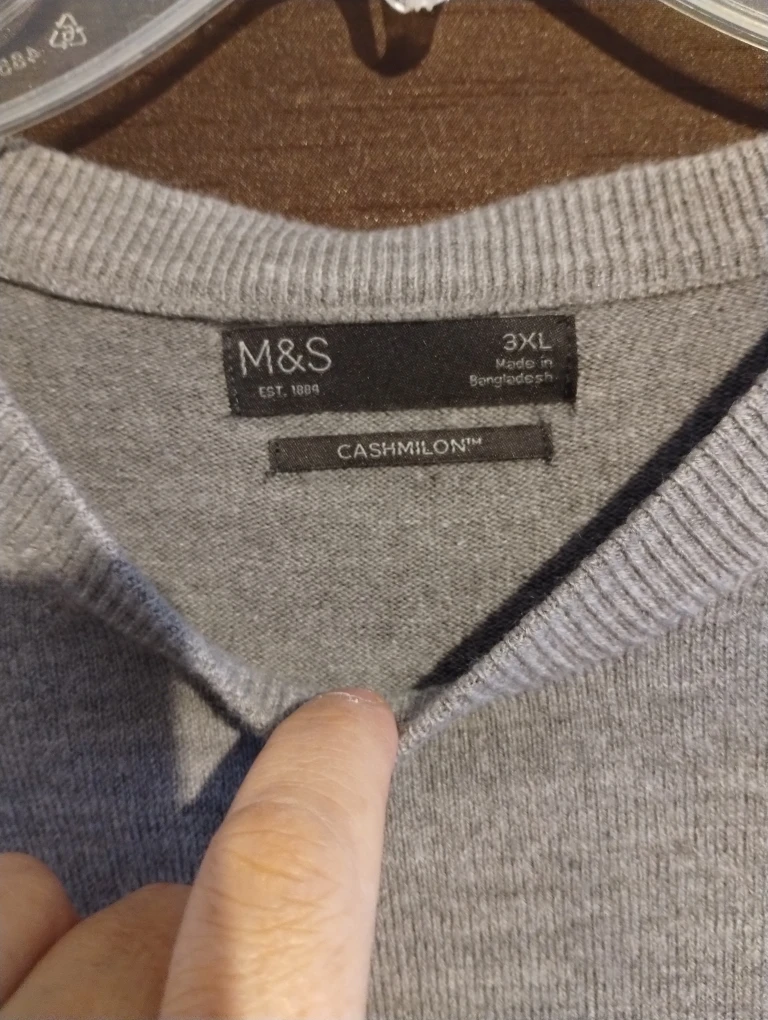 M&S
EST. 1884
3XL
Made in
Bangladesh
CASHMILON™